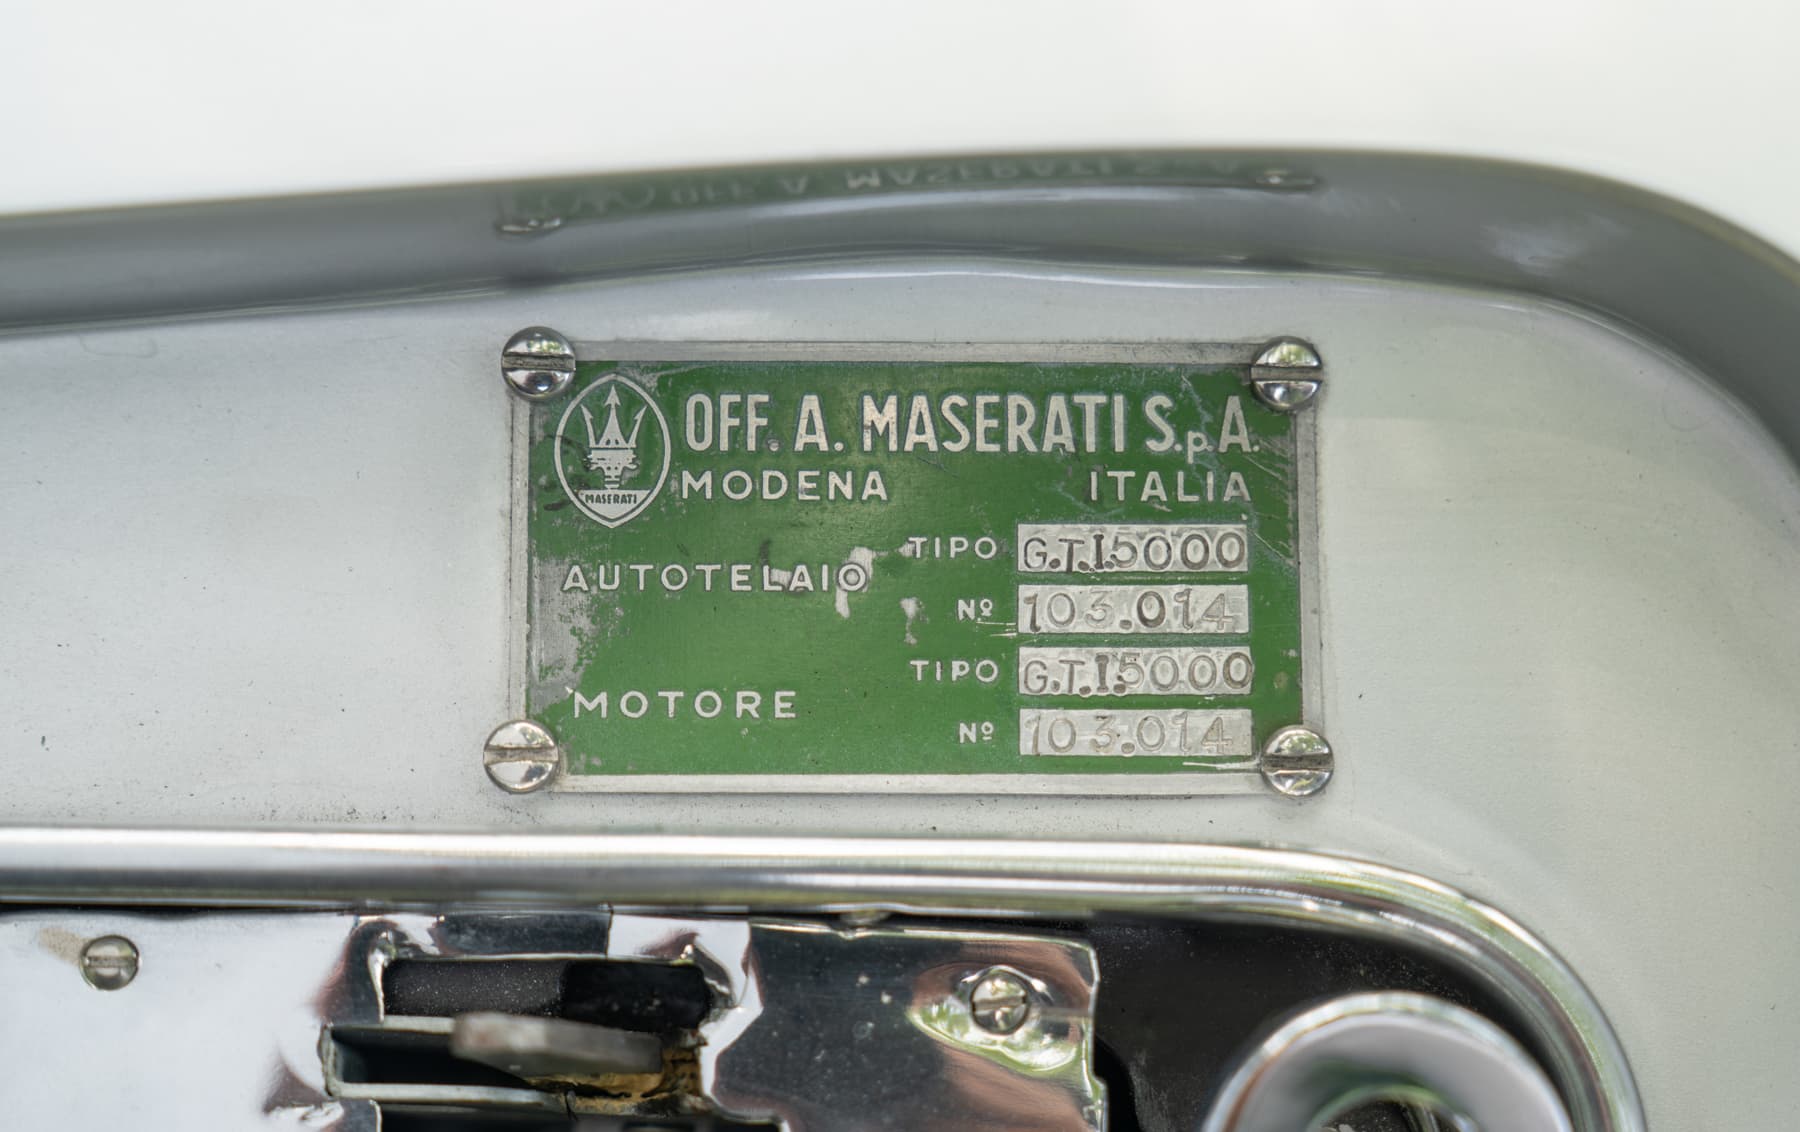 OFF. A. MASERATI S.p.A.
MASERATI
MODENA ITALIA
AUTOTELAIO TIPO G.T.I.5000
Nº 103.014
MOTORE TIPO G.T.I.5000
Nº 103.014